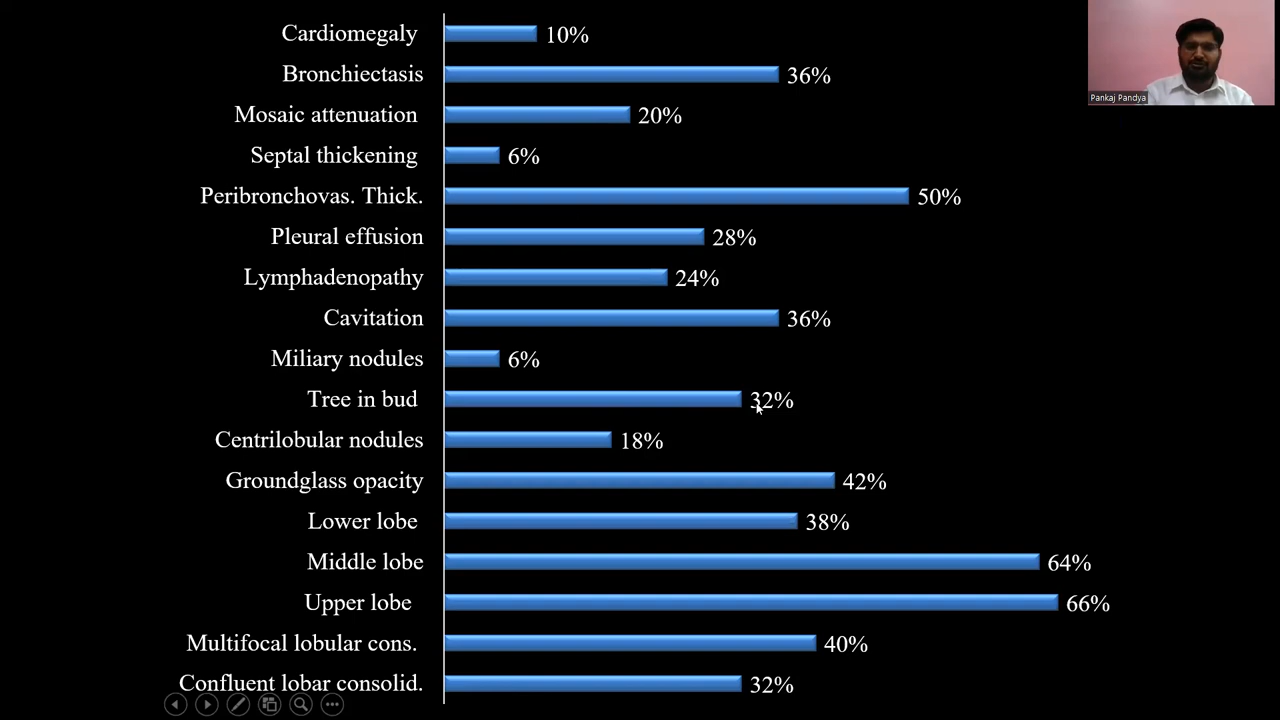 Cardiomegaly 10%
Bronchiectasis 36%
Mosaic attenuation 20%
Septal thickening 6%
Peribronchovas. Thick. 50%
Pleural effusion 28%
Lymphadenopathy 24%
Cavitation 36%
Miliary nodules 6%
Tree in bud 32%
Centrilobular nodules 18%
Groundglass opacity 42%
Lower lobe 38%
Middle lobe 64%
Upper lobe 66%
Multifocal lobular cons. 40%
Confluent lobar consolid. 32%
Pankaj Pandya